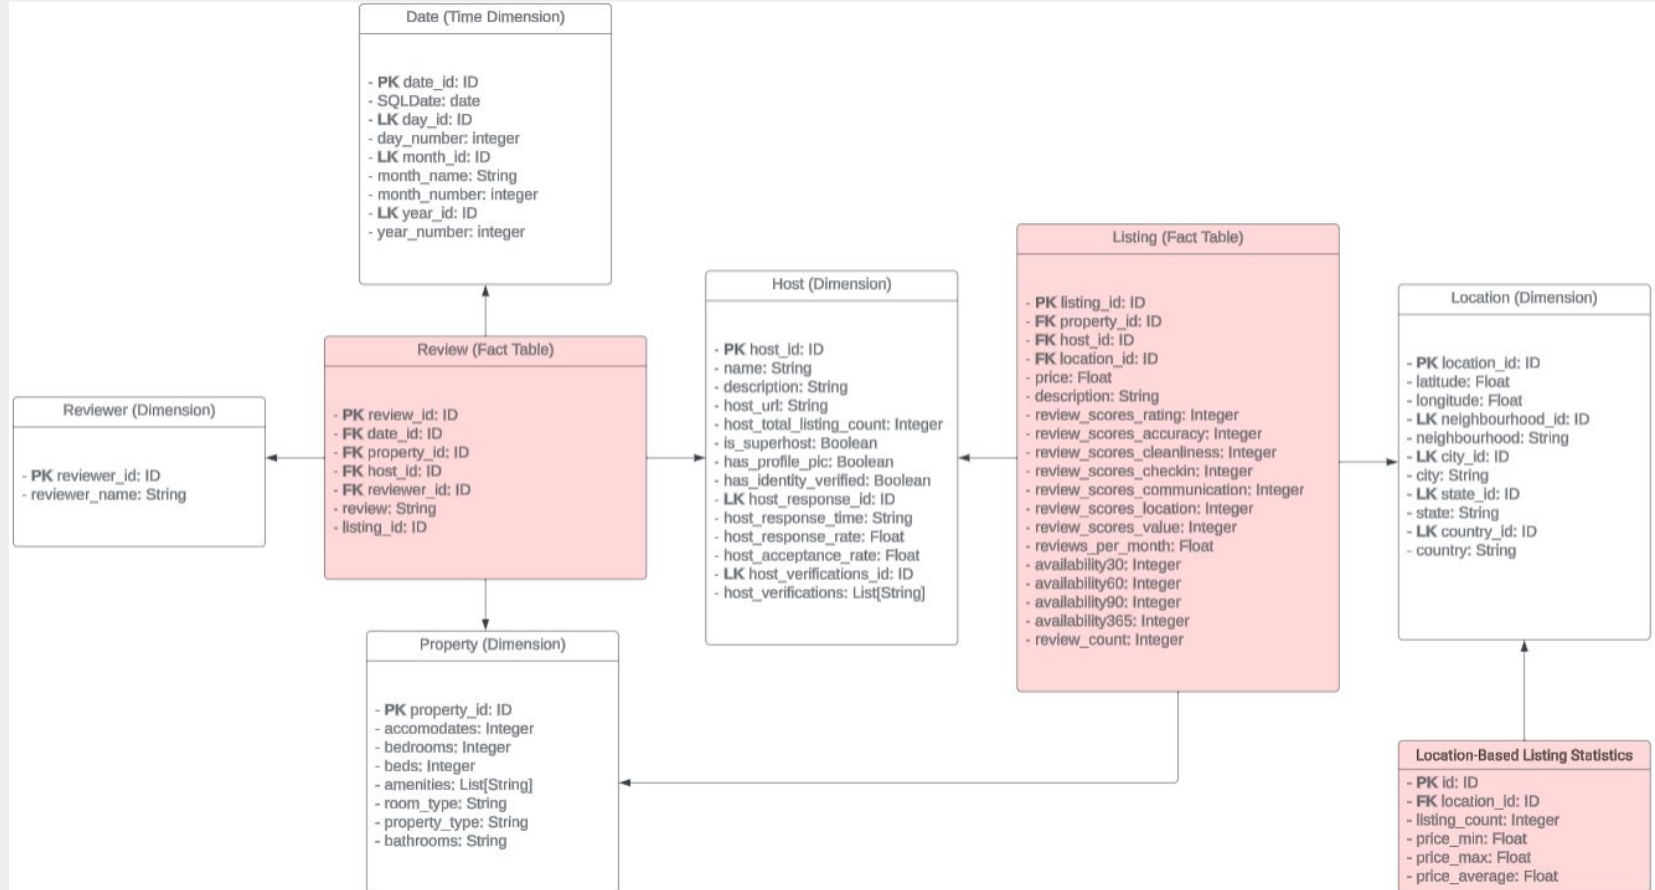 Date (Time Dimension)
- PK date_id: ID
- SQLDate: date
- LK day_id: ID
- day_number: integer
- LK month_id: ID
- month_name: String
- month_number: integer
- LK year_id: ID
- year_number: integer
Reviewer (Dimension)
- PK reviewer_id: ID
- reviewer_name: String
Review (Fact Table)
- PK review_id: ID
- FK date_id: ID
- FK property_id: ID
- FK host_id: ID
- FK reviewer_id: ID
- review: String
- listing_id: ID
Property (Dimension)
- PK property_id: ID
- accomodates: Integer
- bedrooms: Integer
- beds: Integer
- amenities: List[String]
- room_type: String
- property_type: String
- bathrooms: String
Host (Dimension)
- PK host_id: ID
- name: String
- description: String
- host_url: String
- host_total_listing_count: Integer
- is_superhost: Boolean
- has_profile_pic: Boolean
- has_identity_verified: Boolean
- LK host_response_id: ID
- host_response_time: String
- host_response_rate: Float
- host_acceptance_rate: Float
- LK host_verifications_id: ID
- host_verifications: List[String]
Listing (Fact Table)
- PK listing_id: ID
- FK property_id: ID
- FK host_id: ID
- FK location_id: ID
- price: Float
- description: String
- review_scores_rating: Integer
- review_scores_accuracy: Integer
- review_scores_cleanliness: Integer
- review_scores_checkin: Integer
- review_scores_communication: Integer
- review_scores_location: Integer
- review_scores_value: Integer
- reviews_per_month: Float
- availability30: Integer
- availability60: Integer
- availability90: Integer
- availability365: Integer
- review_count: Integer
Location (Dimension)
- PK location_id: ID
- latitude: Float
- longitude: Float
- LK neighbourhood_id: ID
- neighbourhood: String
- LK city_id: ID
- city: String
- LK state_id: ID
- state: String
- LK country_id: ID
- country: String
Location-Based Listing Statistics
- PK id: ID
- FK location_id: ID
- listing_count: Integer
- price_min: Float
- price_max: Float
- price_average: Float